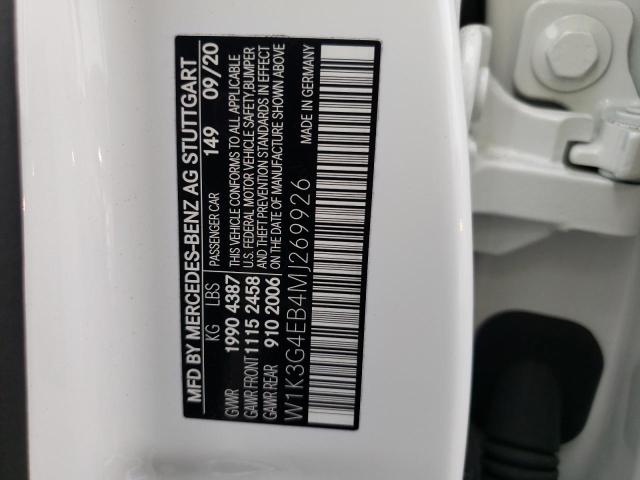 MFD BY MERCEDES-BENZ AG STUTTGART
KG LBS PASSENGER CAR 149 09/20
GVWR 1990 4387 THIS VEHICLE CONFORMS TO ALL APPLICABLE
GAWR FRONT 1115 2458 U.S. FEDERAL MOTOR VEHICLE SAFETY, BUMPER
GAWR REAR 910 2006 AND THEFT PREVENTION STANDARDS IN EFFECT
ON THE DATE OF MANUFACTURE SHOWN ABOVE
W1K3G4EB4MJ269926 MADE IN GERMANY